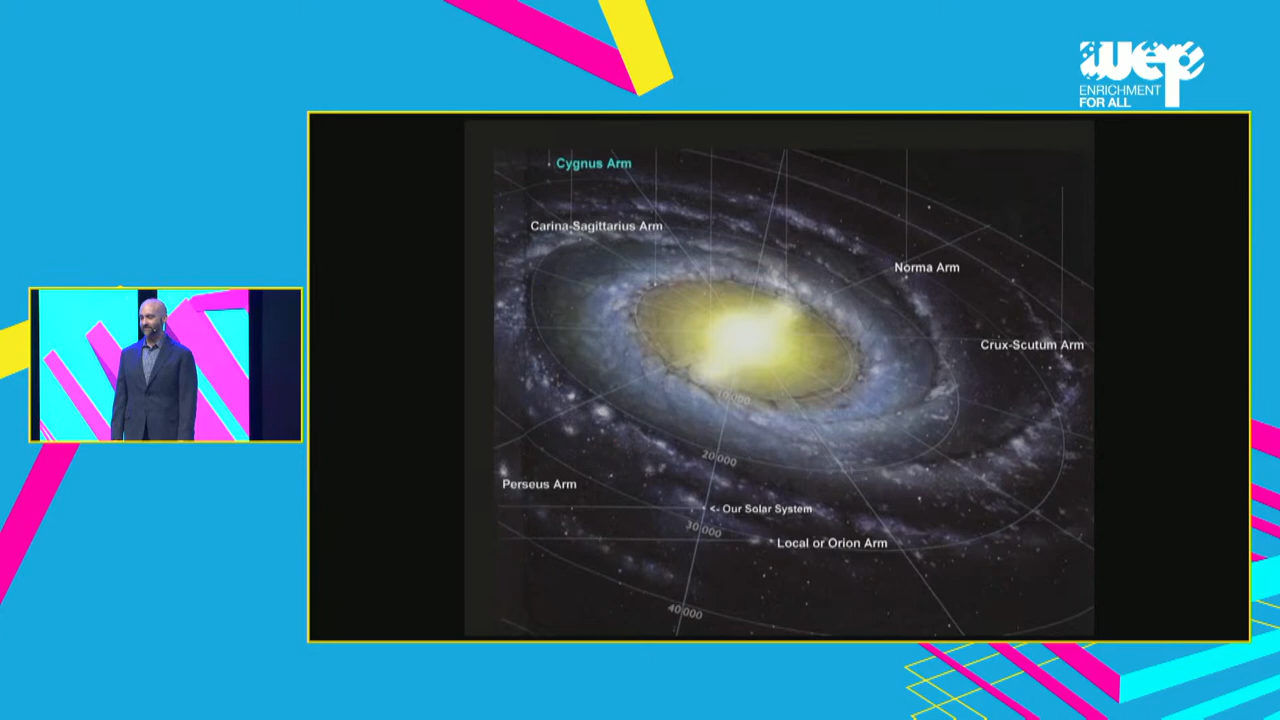 wep
ENRICHMENT
FOR ALL
Cygnus Arm
Carina-Sagittarius Arm
Norma Arm
Crux-Scutum Arm
10,000
20,000
Perseus Arm
<- Our Solar System
30,000
Local or Orion Arm
40,000